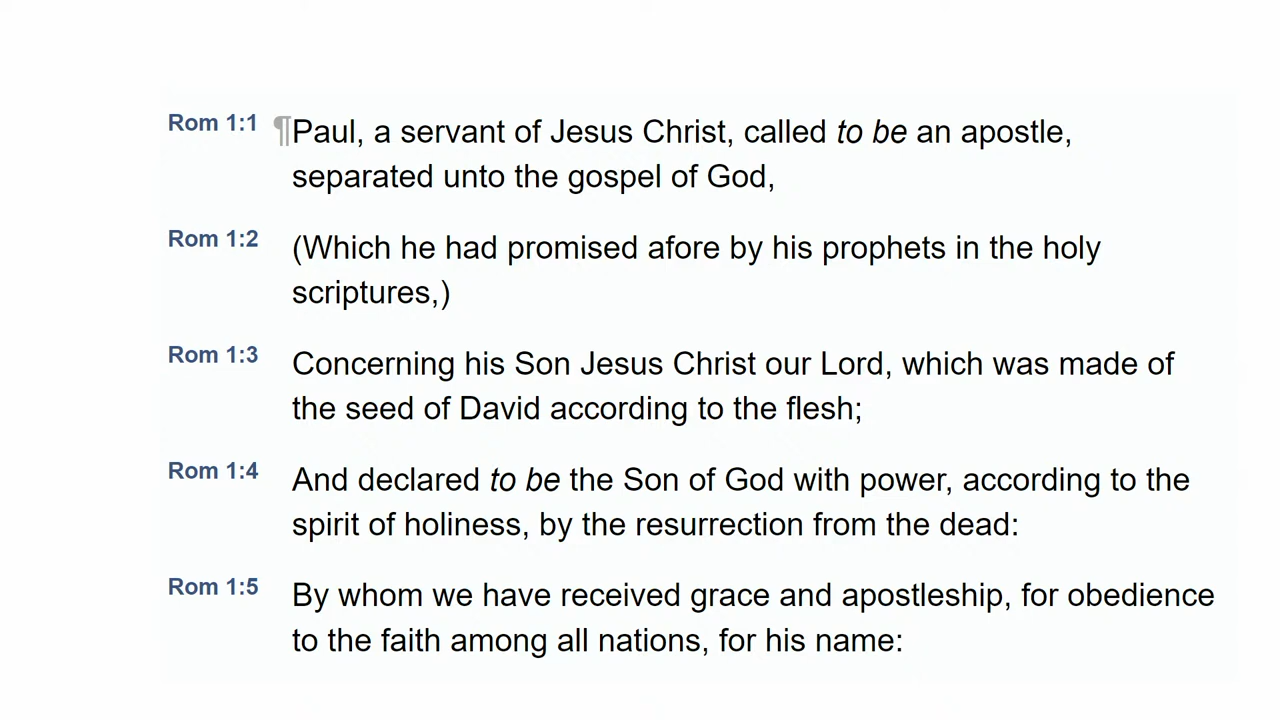 Rom 1:1 ¶Paul, a servant of Jesus Christ, called to be an apostle,
separated unto the gospel of God,
Rom 1:2 (Which he had promised afore by his prophets in the holy
scriptures,)
Rom 1:3 Concerning his Son Jesus Christ our Lord, which was made of
the seed of David according to the flesh;
Rom 1:4 And declared to be the Son of God with power, according to the
spirit of holiness, by the resurrection from the dead:
Rom 1:5 By whom we have received grace and apostleship, for obedience
to the faith among all nations, for his name: